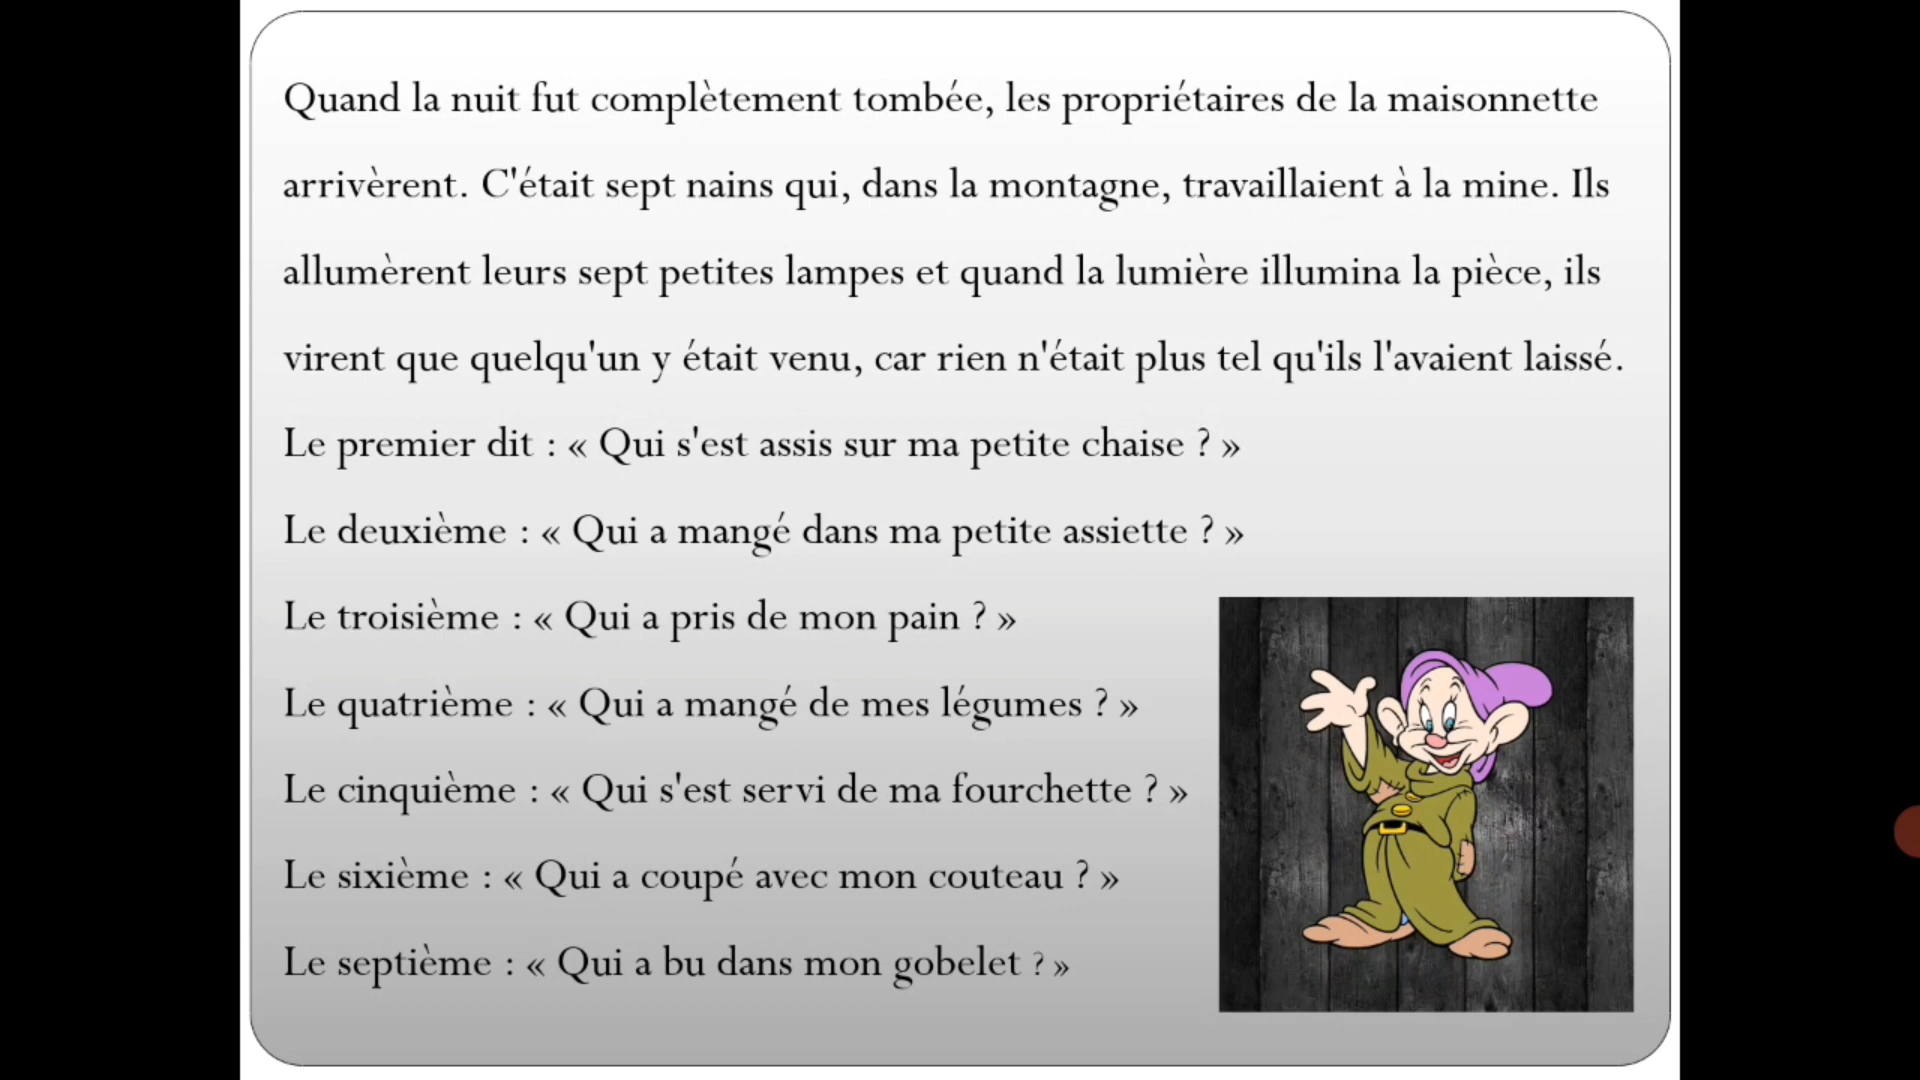 Quand la nuit fut complètement tombée, les propriétaires de la maisonnette
arrivèrent. C'était sept nains qui, dans la montagne, travaillaient à la mine. Ils
allumèrent leurs sept petites lampes et quand la lumière illumina la pièce, ils
virent que quelqu'un y était venu, car rien n'était plus tel qu'ils l'avaient laissé.
Le premier dit : « Qui s'est assis sur ma petite chaise ? »
Le deuxième : « Qui a mangé dans ma petite assiette ? »
Le troisième : « Qui a pris de mon pain ? »
Le quatrième : « Qui a mangé de mes légumes ? »
Le cinquième : « Qui s'est servi de ma fourchette ? »
Le sixième : « Qui a coupé avec mon couteau ? »
Le septième : « Qui a bu dans mon gobelet ? »